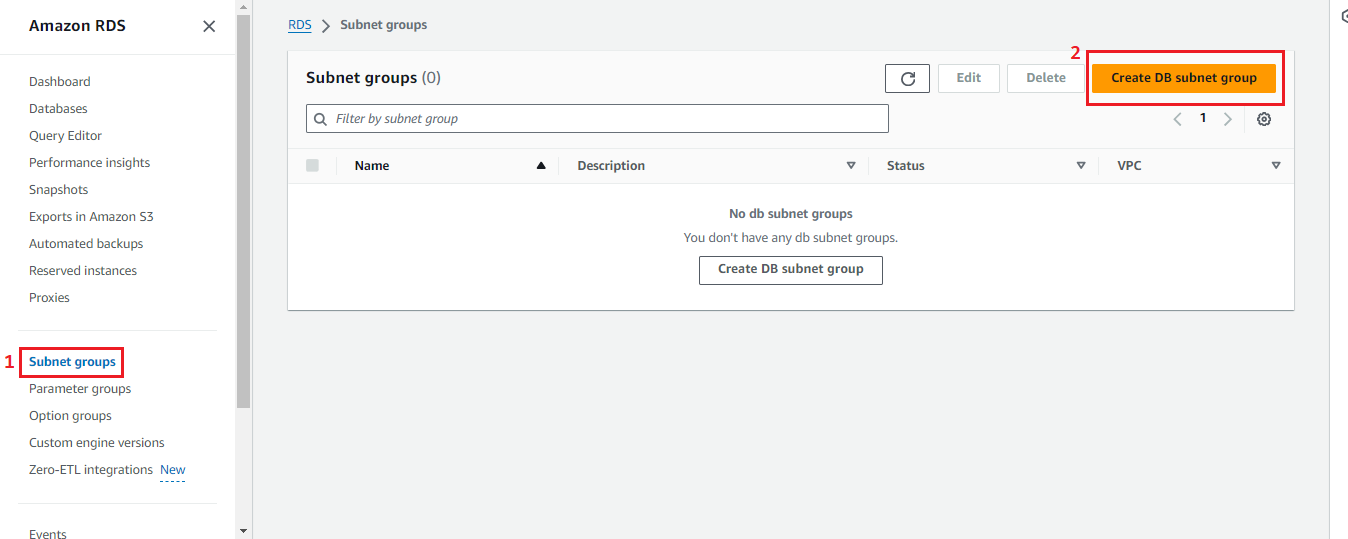 Amazon RDS
Dashboard
Databases
Query Editor
Performance insights
Snapshots
Exports in Amazon S3
Automated backups
Reserved instances
Proxies
1 Subnet groups
Parameter groups
Option groups
Custom engine versions
Zero-ETL integrations New
Events
RDS Subnet groups
2
Subnet groups (0) Edit Delete Create DB subnet group
Filter by subnet group 1
Name Description Status VPC
No db subnet groups
You don't have any db subnet groups.
Create DB subnet group